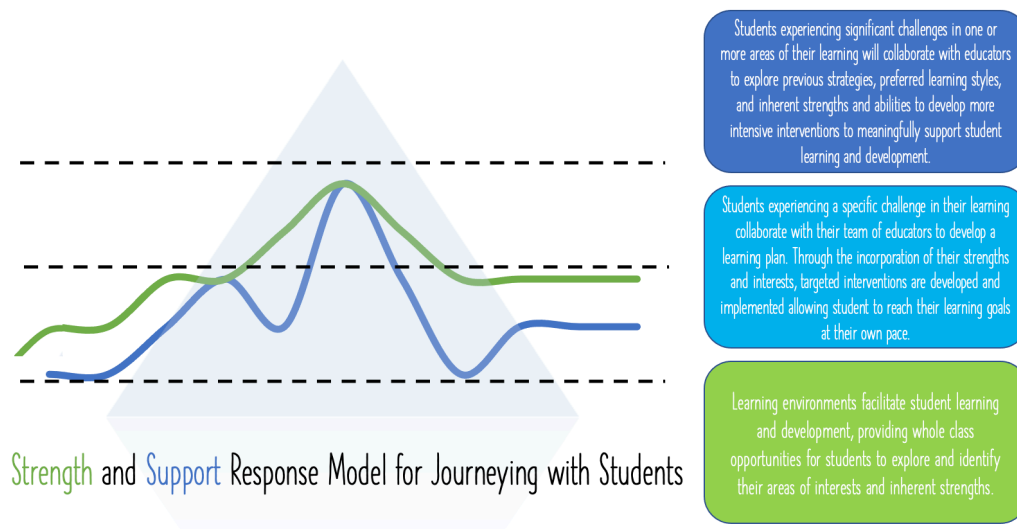 Students experiencing significant challenges in one or
more areas of their learning will collaborate with educators
to explore previous strategies, preferred learning styles,
and inherent strengths and abilities to develop more
intensive interventions to meaningfully support student
learning and development.
Students experiencing a specific challenge in their learning
collaborate with their team of educators to develop a
learning plan. Through the incorporation of their strengths
and interests, targeted interventions are developed and
implemented allowing student to reach their learning goals
at their own pace.
Learning environments facilitate student learning
and development, providing whole class
opportunities for students to explore and identify
their areas of interests and inherent strengths.
Strength and Support Response Model for Journeying with Students